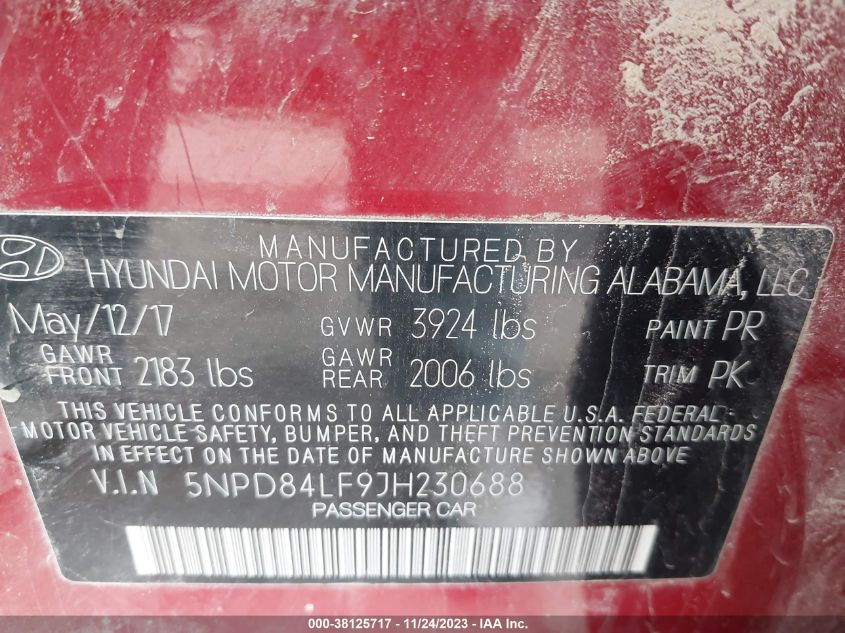 MANUFACTURED BY
HYUNDAI MOTOR MANUFACTURING ALABAMA, LLC
May/12/17 GVWR 3924 lbs PAINT PR
GAWR FRONT 2183 lbs GAWR REAR 2006 lbs TRIM PK
THIS VEHICLE CONFORMS TO ALL APPLICABLE U.S.A. FEDERAL
MOTOR VEHICLE SAFETY, BUMPER, AND THEFT PREVENTION STANDARDS
IN EFFECT ON THE DATE OF MANUFACTURE SHOWN ABOVE.
V.I.N 5NPD84LF9JH230688
PASSENGER CAR
000-38125717 - 11/24/2023 - IAA Inc.